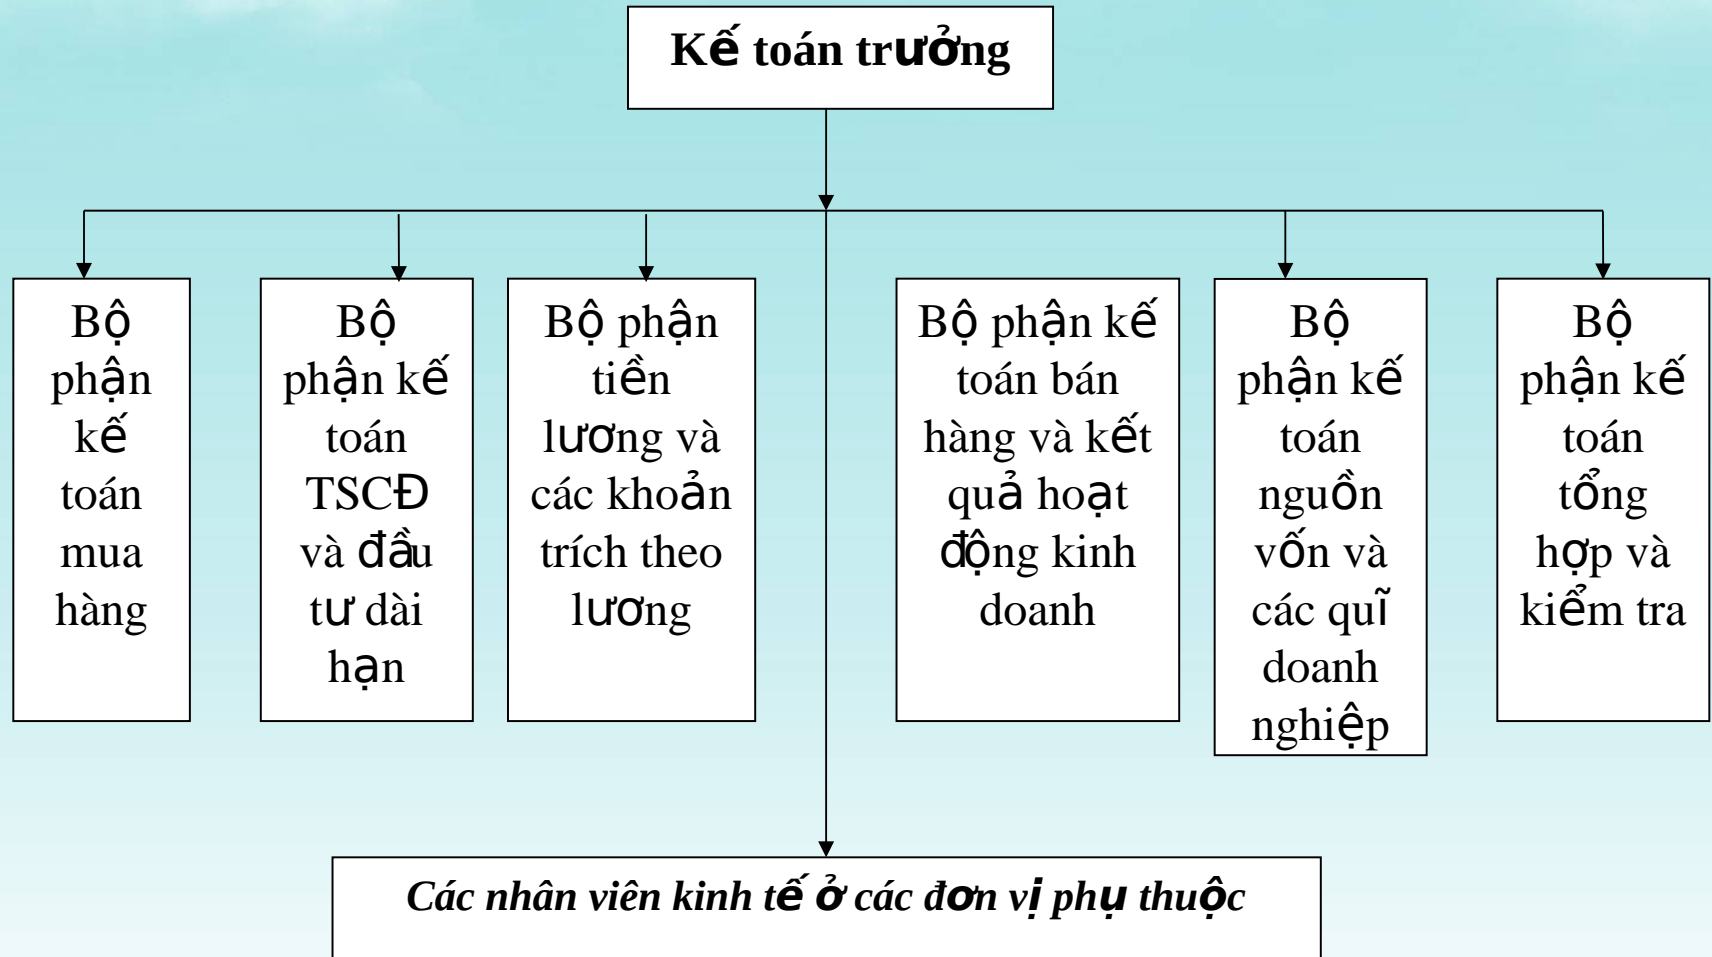 Kế toán trưởng
Bộ
phận
kế
toán
mua
hàng
Bộ
phận kế
toán
TSCĐ
và đầu
tư dài
hạn
Bộ phận
tiền
lương và
các khoản
trích theo
lương
Bộ phận kế
toán bán
hàng và kết
quả hoạt
động kinh
doanh
Bộ
phận kế
toán
nguồn
vốn và
các quĩ
doanh
nghiệp
Bộ
phận kế
toán
tổng
hợp và
kiểm tra
Các nhân viên kinh tế ở các đơn vị phụ thuộc